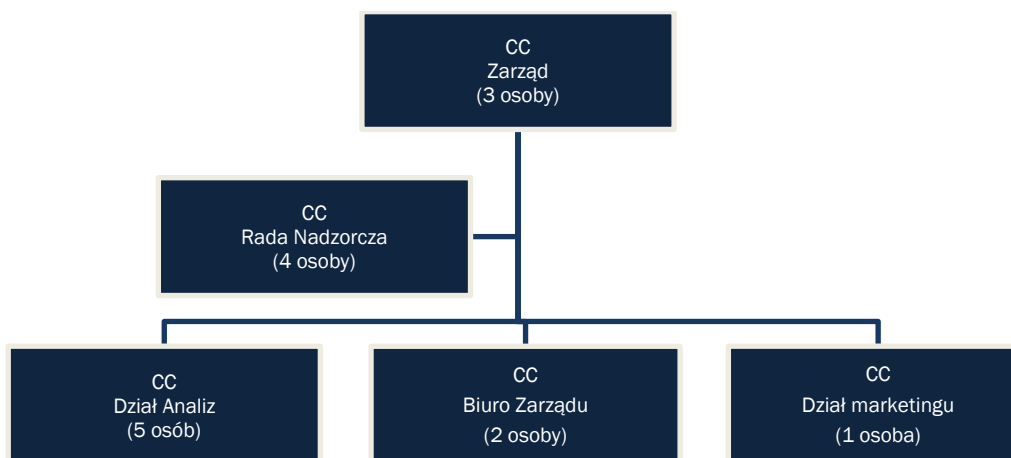 CC
Zarząd
(3 osoby)
CC
Rada Nadzorcza
(4 osoby)
CC
Dział Analiz
(5 osób)
CC
Biuro Zarządu
(2 osoby)
CC
Dział marketingu
(1 osoba)